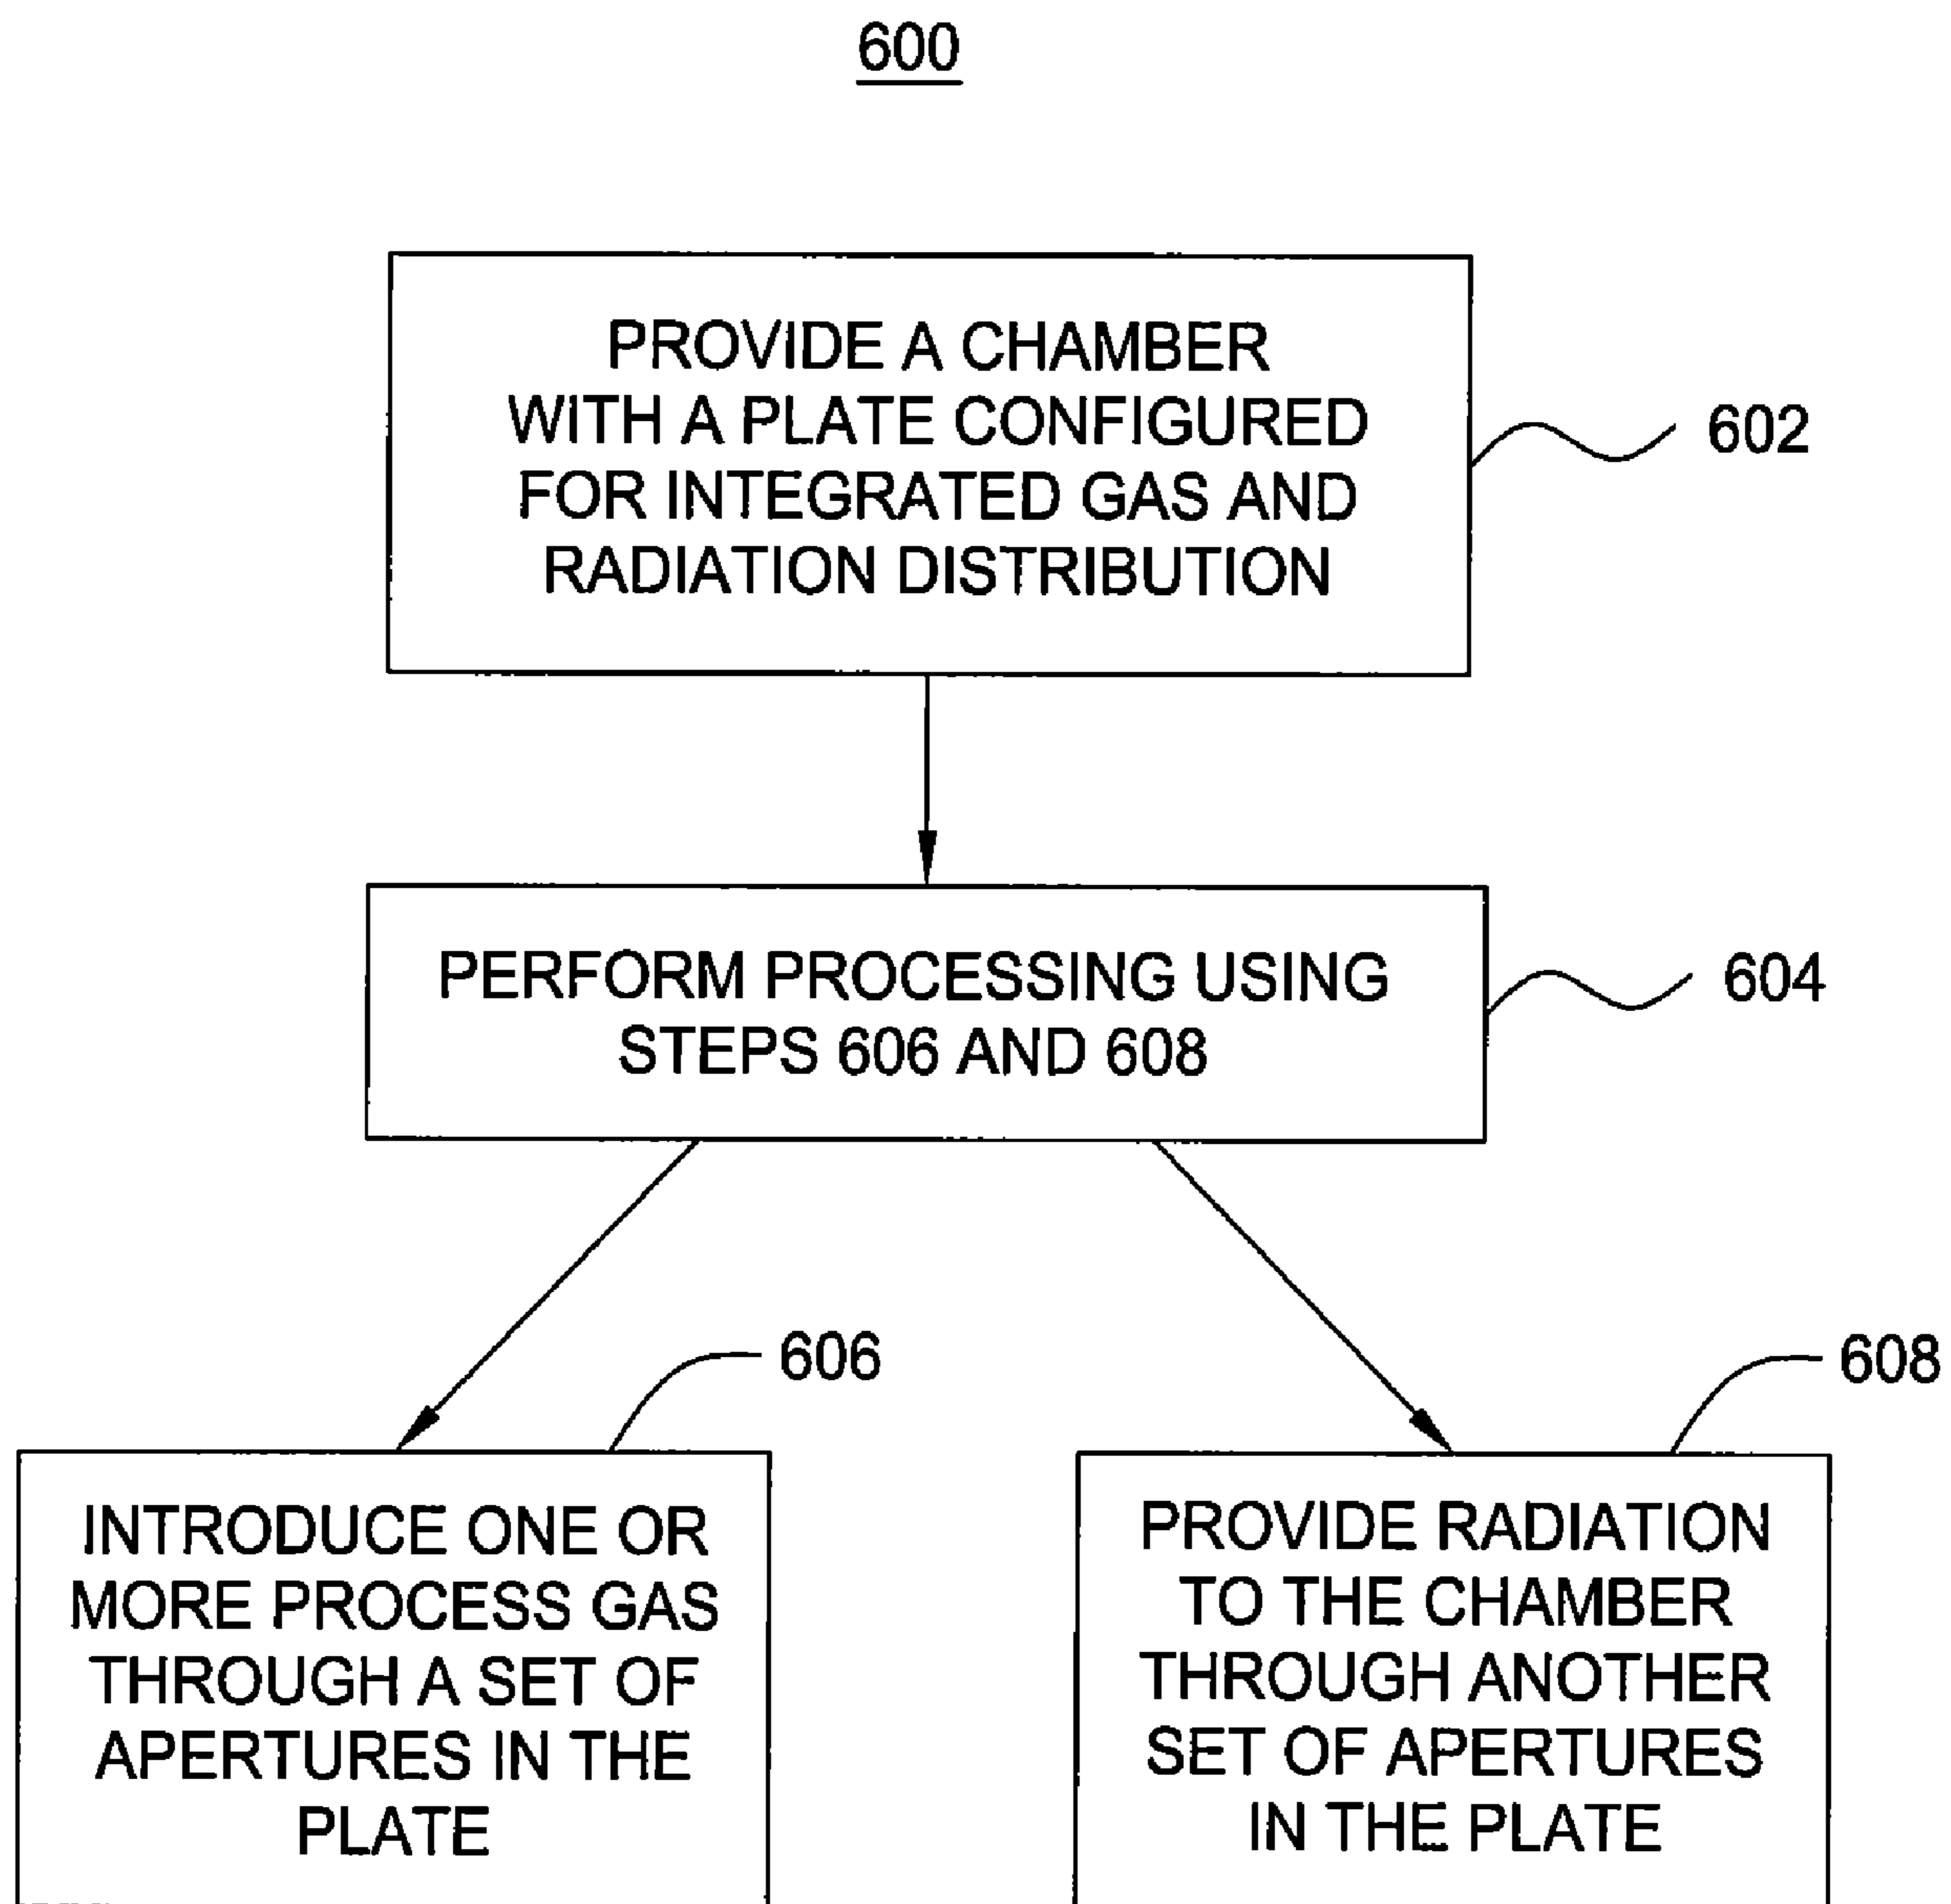 600
PROVIDE A CHAMBER
WITH A PLATE CONFIGURED
FOR INTEGRATED GAS AND
RADIATION DISTRIBUTION
602
PERFORM PROCESSING USING
STEPS 606 AND 608
604
606
INTRODUCE ONE OR
MORE PROCESS GAS
THROUGH A SET OF
APERTURES IN THE
PLATE
608
PROVIDE RADIATION
TO THE CHAMBER
THROUGH ANOTHER
SET OF APERTURES
IN THE PLATE